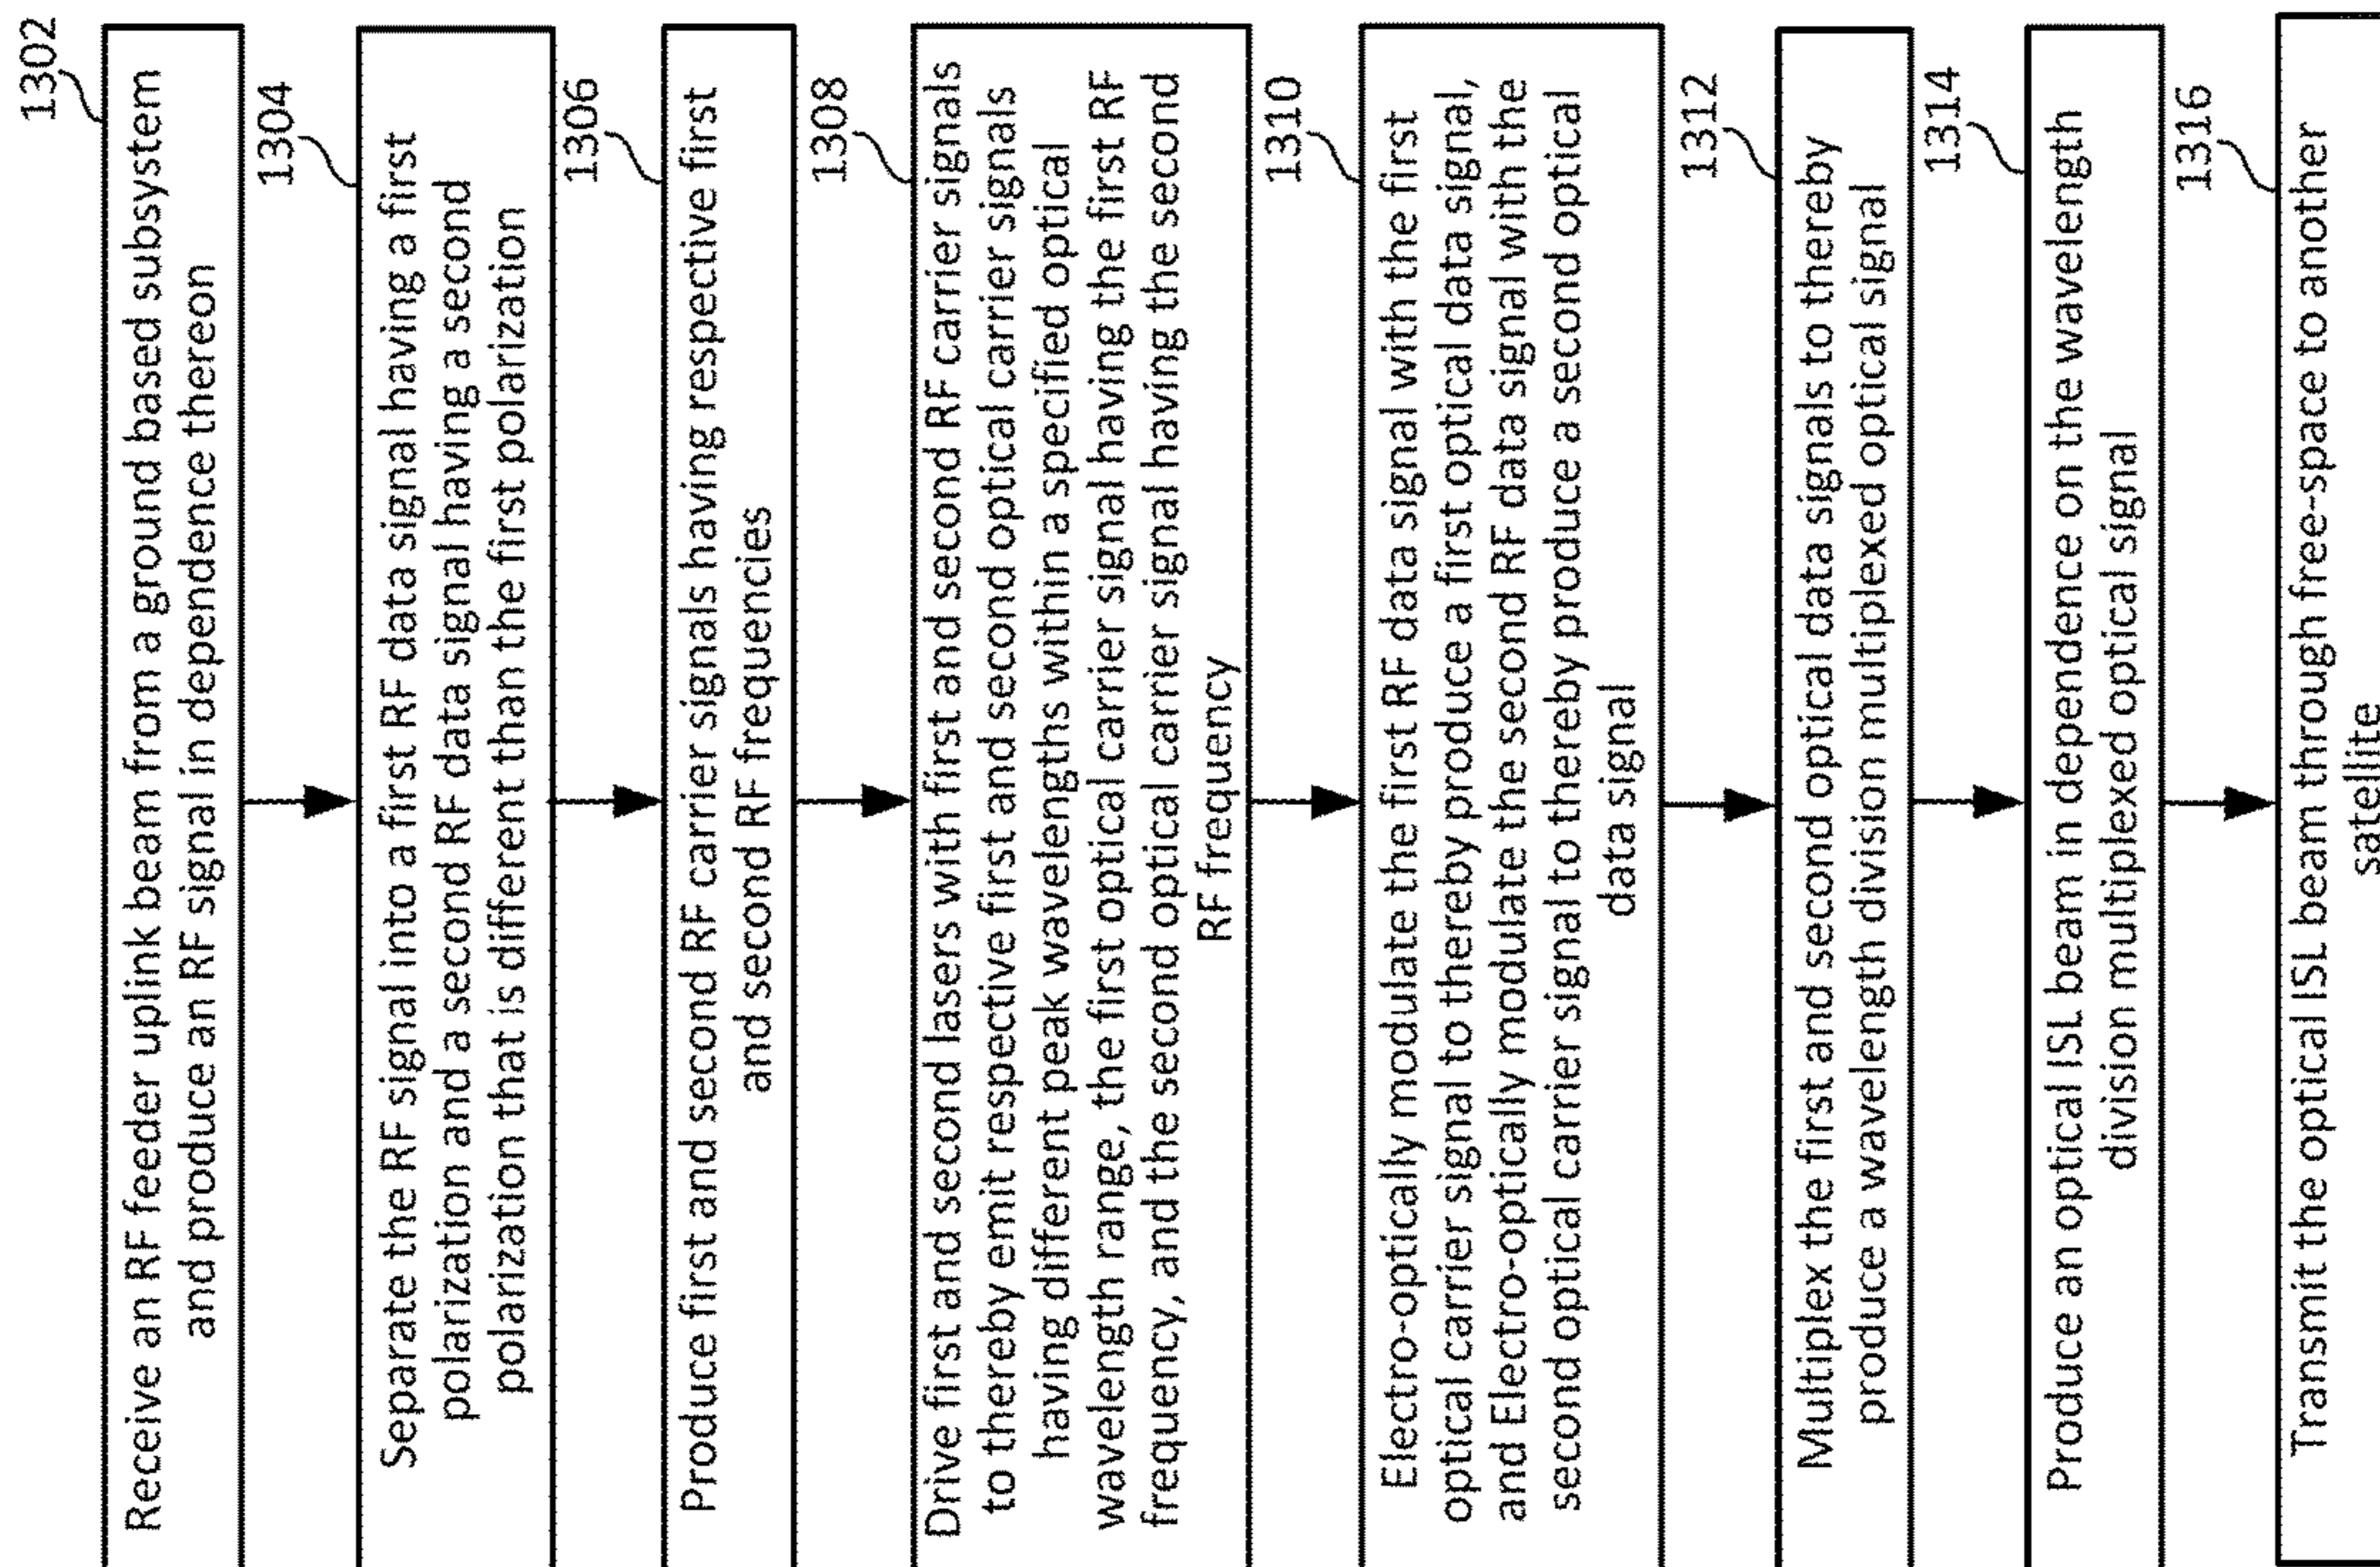 1302
Receive an RF feeder uplink beam from a ground based subsystem
and produce an RF signal in dependence thereon
1304
Separate the RF signal into a first RF data signal having a first
polarization and a second RF data signal having a second
polarization that is different than the first polarization
1306
Produce first and second RF carrier signals having respective first
and second RF frequencies
1308
Drive first and second lasers with first and second RF carrier signals
to thereby emit respective first and second optical carrier signals
having different peak wavelengths within a specified optical
wavelength range, the first optical carrier signal having the first RF
frequency, and the second optical carrier signal having the second
RF frequency
1310
Electro-optically modulate the first RF data signal with the first
optical carrier signal to thereby produce a first optical data signal,
and Electro-optically modulate the second RF data signal with the
second optical carrier signal to thereby produce a second optical
data signal
1312
Multiplex the first and second optical data signals to thereby
produce a wavelength division multiplexed optical signal
1314
Produce an optical ISL beam in dependence on the wavelength
division multiplexed optical signal
1316
Transmit the optical ISL beam through free-space to another
satellite